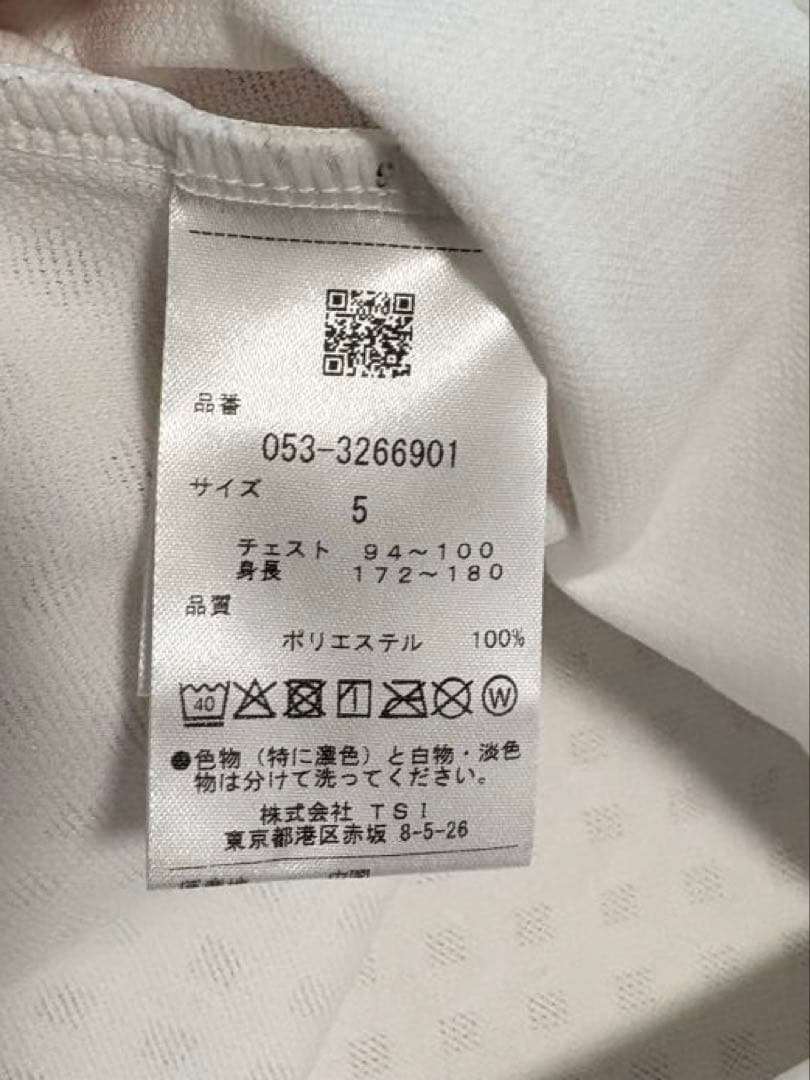 品番
053-3266901
サイズ
5
チェスト 94～100
身長 172～180
品質
ポリエステル 100%
40
W
●色物（特に濃色）と白物・淡色
物は分けて洗ってください。
株式会社 TSI
東京都港区赤坂 8-5-26